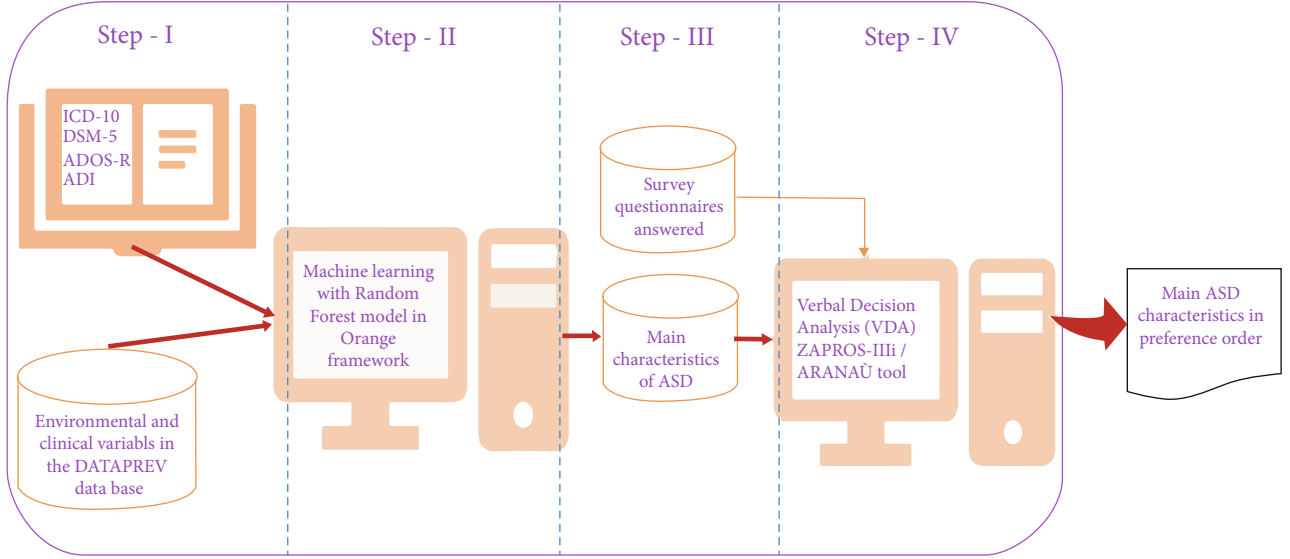 Step - I
Step - II
Step - III
Step - IV
ICD-10
DSM-5
ADOS-R
ADI
Environmental and
clinical variabls in
the DATAPREV
data base
Machine learning
with Random
Forest model in
Orange
framework
Survey
questionnaires
answered
Main
characteristics
of ASD
Verbal Decision
Analysis (VDA)
ZAPROS-IIIi /
ARANAÙ tool
Main ASD
characteristics in
preference order